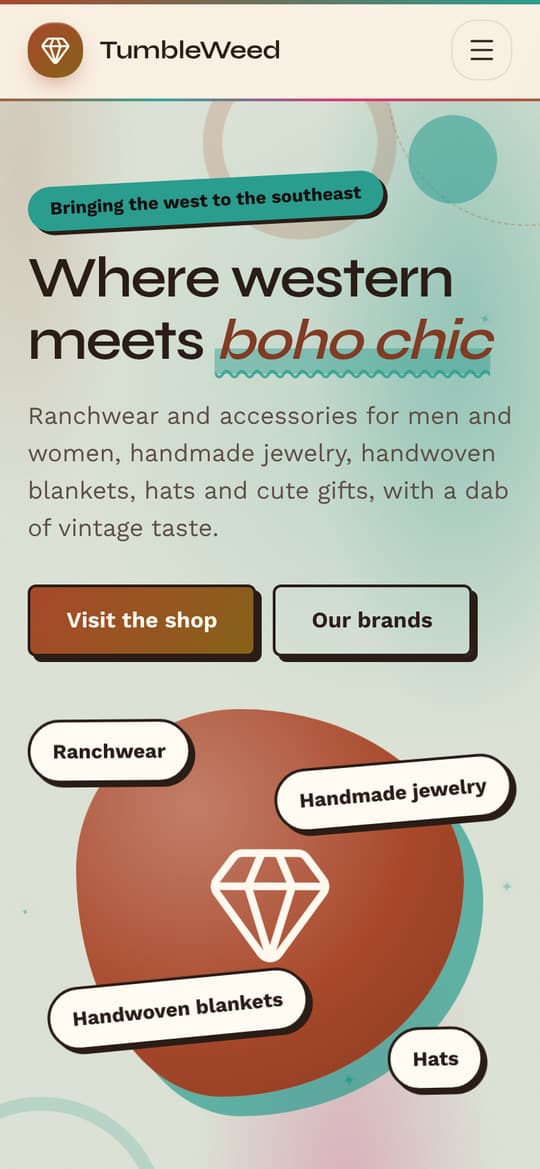 TumbleWeed
Bringing the west to the southeast
Where western
meets boho chic
Ranchwear and accessories for men and
women, handmade jewelry, handwoven
blankets, hats and cute gifts, with a dab
of vintage taste.
Visit the shop
Our brands
Ranchwear
Handmade jewelry
Handwoven blankets
Hats